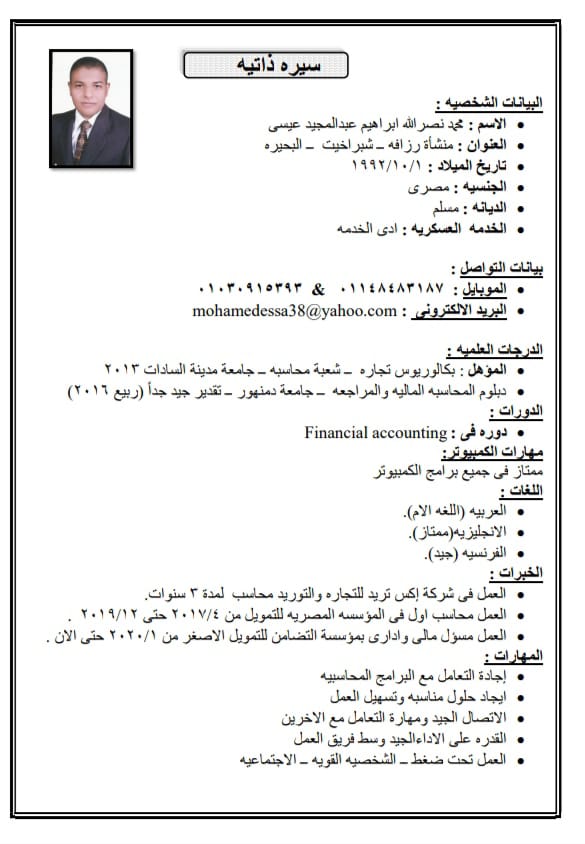 سيره ذاتيه
البيانات الشخصيه :
الاسم : محمد نصرالله ابراهيم عبدالمجيد عيسى
العنوان : منشأة رزافه – شبراخيت – البحيره
تاريخ الميلاد : ١٩٩٢/١٠/١
الجنسيه : مصرى
الديانه : مسلم
الخدمه العسكريه : ادى الخدمه
بيانات التواصل :
الموبايل : ٠١١٤٨٤٨٣١٨٧ & ٠١٠٣٠٩١٥٣٩٣
البريد الالكترونى : mohamedessa38@yahoo.com
الدرجات العلميه :
المؤهل : بكالوريوس تجاره – شعبة محاسبه – جامعة مدينة السادات ٢٠١٣
دبلوم المحاسبه الماليه والمراجعه – جامعة دمنهور – تقدير جيد جداً (ربيع ٢٠١٦)
الدورات :
دوره فى : Financial accounting
مهارات الكمبيوتر:
ممتاز فى جميع برامج الكمبيوتر
اللغات :
العربيه (اللغه الام).
الانجليزيه(ممتاز).
الفرنسيه (جيد).
الخبرات :
العمل فى شركة إكس تريد للتجاره والتوريد محاسب لمدة ٣ سنوات.
العمل محاسب اول فى المؤسسه المصريه للتمويل من ٢٠١٧/٤ حتى ٢٠١٩/١٢ .
العمل مسؤل مالى وادارى بمؤسسة التضامن للتمويل الاصغر من ٢٠٢٠/١ حتى الان .
المهارات :
إجادة التعامل مع البرامج المحاسبيه
ايجاد حلول مناسبه وتسهيل العمل
الاتصال الجيد ومهارة التعامل مع الاخرين
القدره على الاداءالجيد وسط فريق العمل
العمل تحت ضغط – الشخصيه القويه – الاجتماعيه